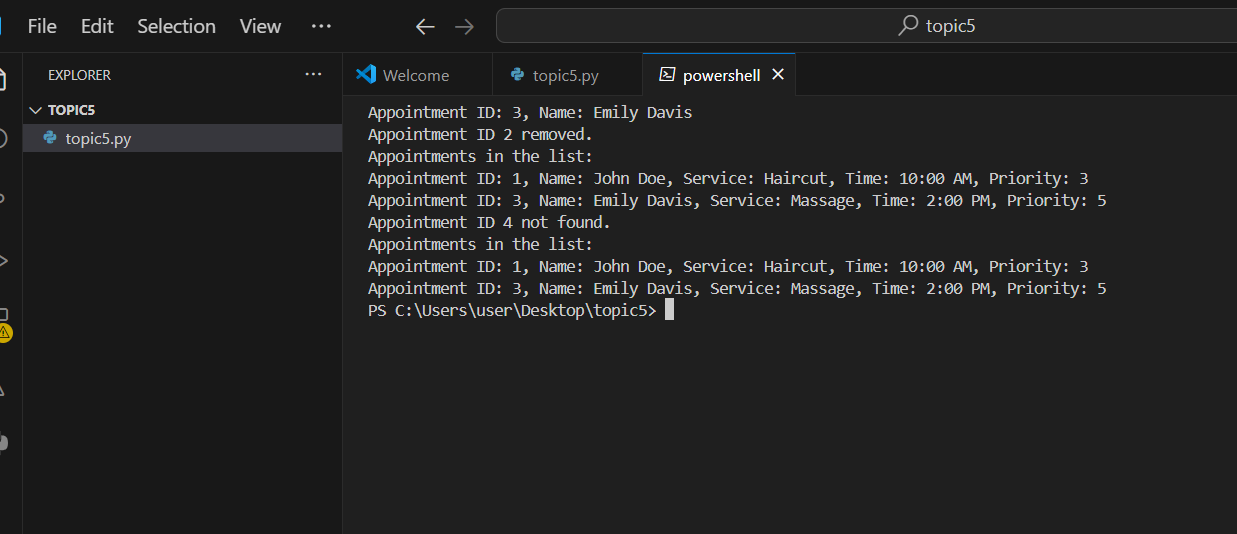 File Edit Selection View ··· ← → topic5
EXPLORER ···
Welcome topic5.py powershell ×
TOPIC5
topic5.py
Appointment ID: 3, Name: Emily Davis
Appointment ID 2 removed.
Appointments in the list:
Appointment ID: 1, Name: John Doe, Service: Haircut, Time: 10:00 AM, Priority: 3
Appointment ID: 3, Name: Emily Davis, Service: Massage, Time: 2:00 PM, Priority: 5
Appointment ID 4 not found.
Appointments in the list:
Appointment ID: 1, Name: John Doe, Service: Haircut, Time: 10:00 AM, Priority: 3
Appointment ID: 3, Name: Emily Davis, Service: Massage, Time: 2:00 PM, Priority: 5
PS C:\Users\user\Desktop\topic5>